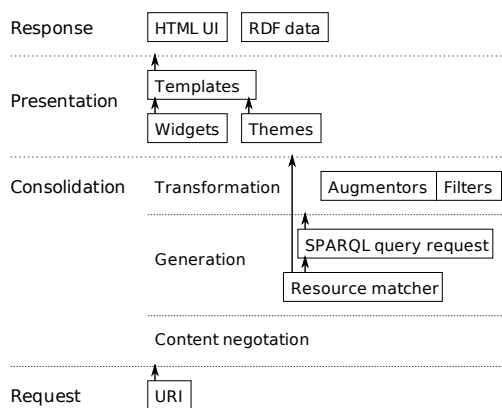 Response
HTML UI
RDF data
Presentation
Templates
Widgets
Themes
Consolidation
Transformation
Augmentors
Filters
SPARQL query request
Generation
Resource matcher
Content negotation
Request
URI